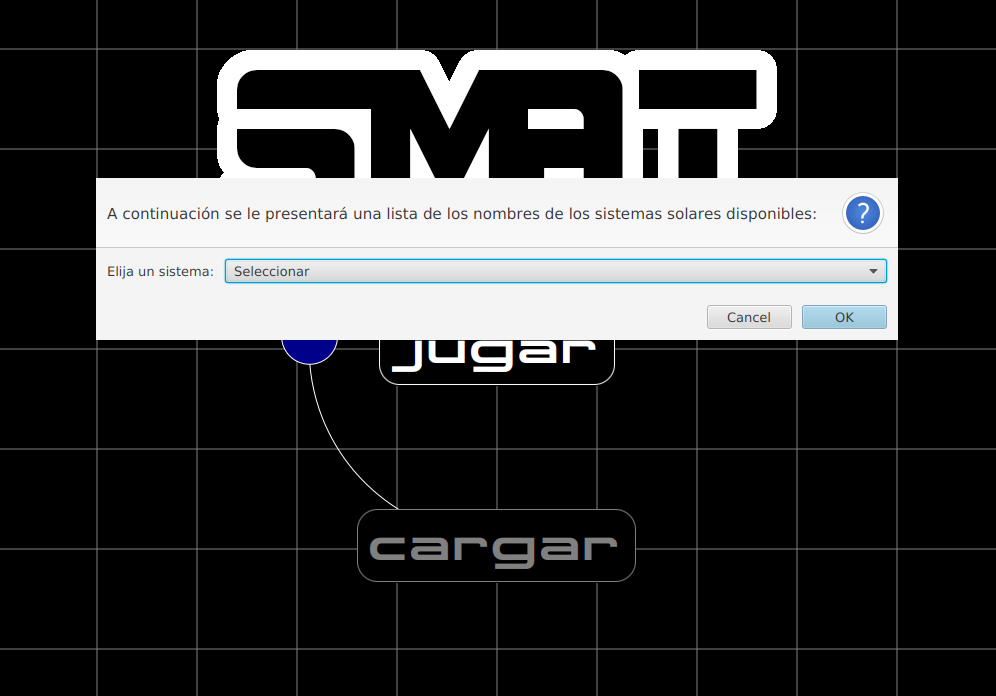 A continuación se le presentará una lista de los nombres de los sistemas solares disponibles:
?
Elija un sistema: Seleccionar
Cancel OK
jugar
cargar